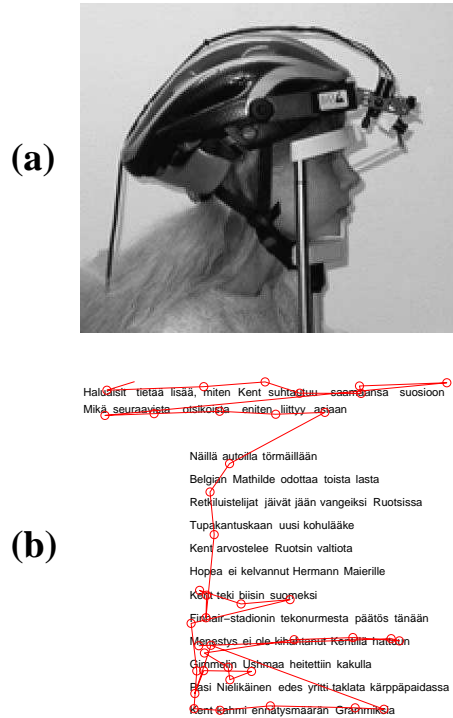 (a)
Haluaisit tietää lisää, miten Kent suhtautuu saamaansa suosioon
Mikä seuraavista otsikoista eniten liittyy asiaan
Näillä autoilla törmäillään
Belgian Mathilde odottaa toista lasta
Retkiluistelijat jäivät jään vangeiksi Ruotsissa
Tupakantuskaan uusi kohulääke
(b)
Kent arvostelee Ruotsin valtiota
Hopea ei kelvannut Hermann Maierille
Kent teki biisin suomeksi
Finnair-stadionin tekonurmesta päätös tänään
Menestys ei ole kihahtanut Kentillä hattuun
Gimmelin Ushmaa heitettiin kakulla
Pasi Nielikäinen edes yritti taklata kärppäpaidassa
Kent kahmi ennätysmäärän Grammiksia